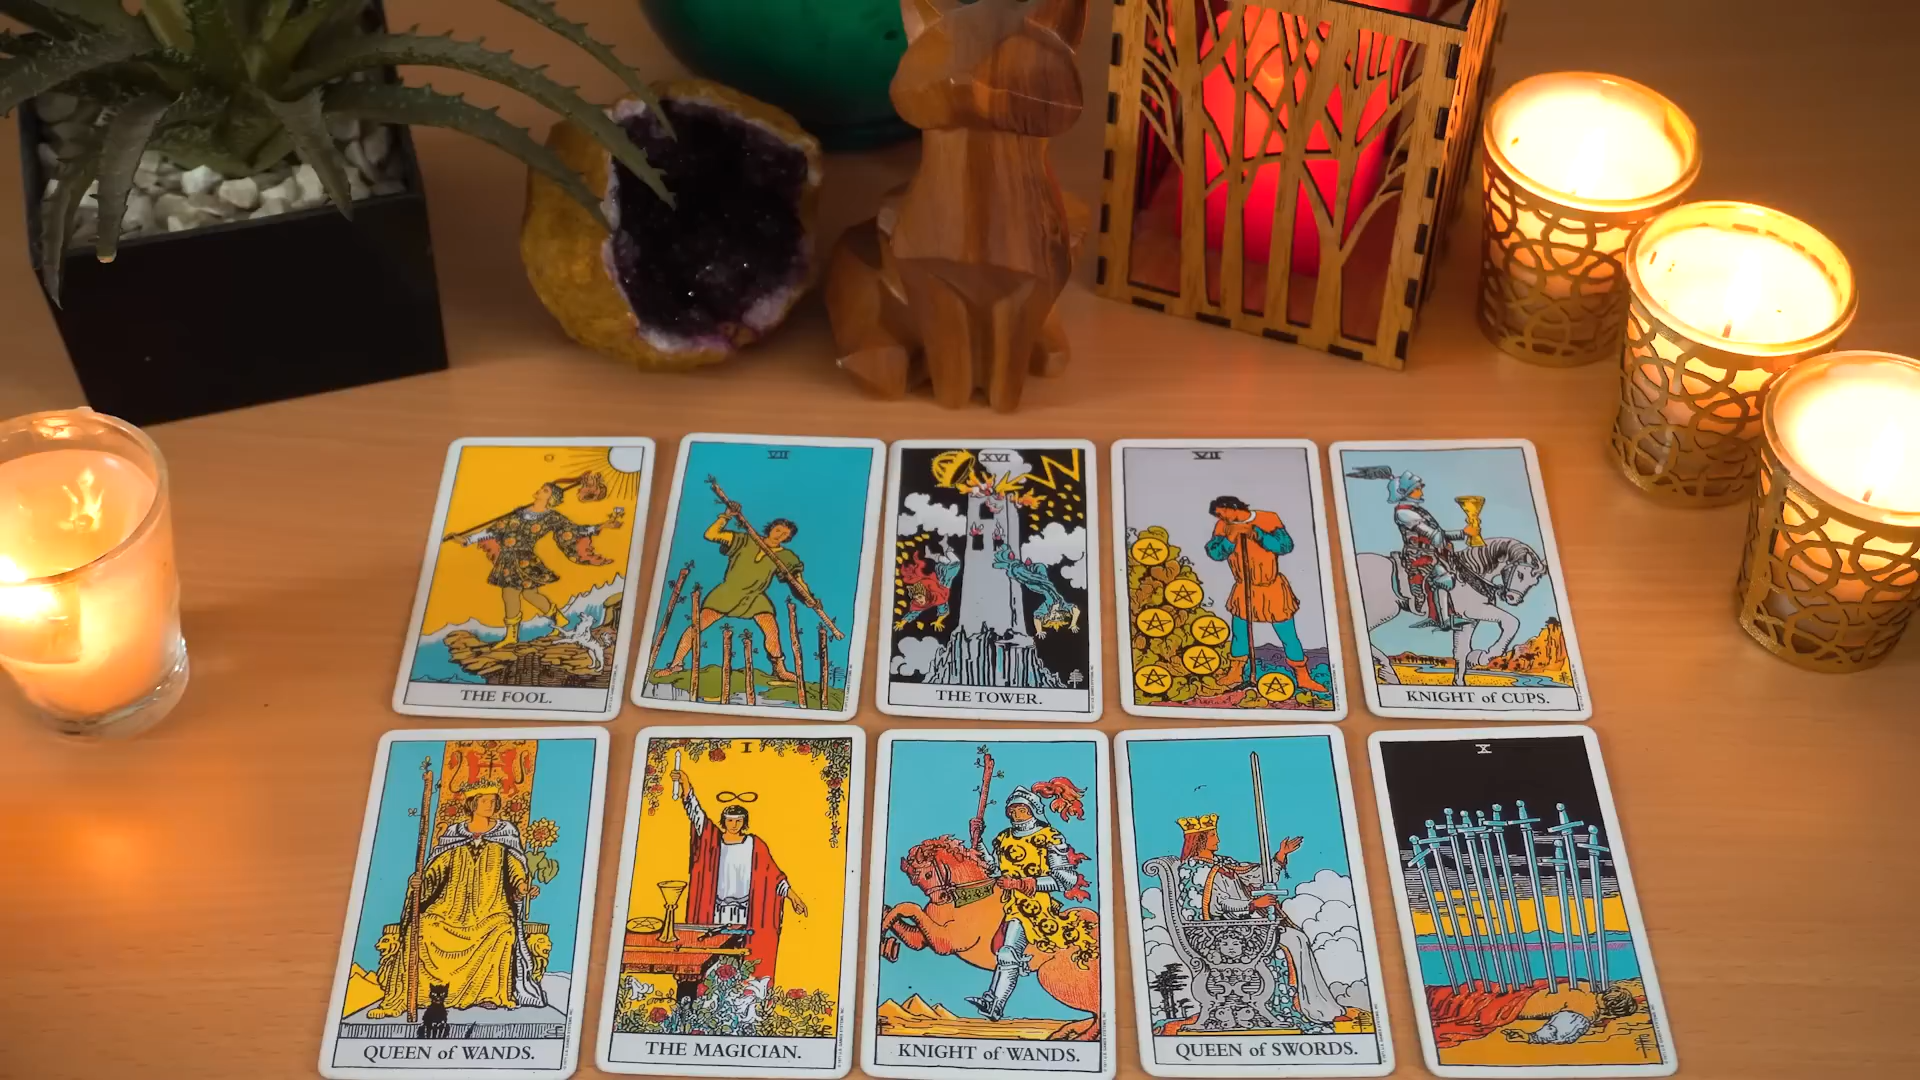 VII
XVI
VII
THE FOOL.
THE TOWER.
KNIGHT of CUPS.
I
X
QUEEN of WANDS.
THE MAGICIAN.
KNIGHT of WANDS.
QUEEN of SWORDS.